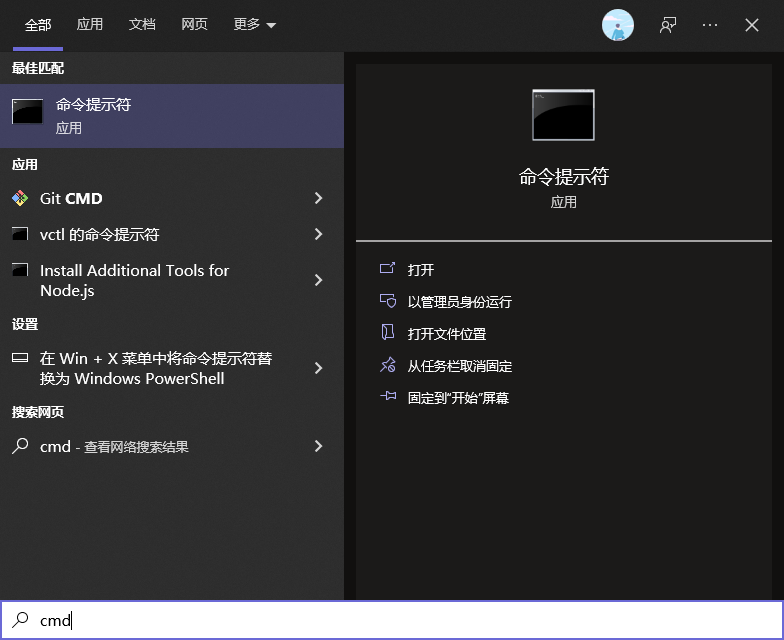 全部 应用 文档 网页 更多
最佳匹配
命令提示符
应用
应用
Git CMD
vctl 的命令提示符
Install Additional Tools for
Node.js
设置
在 Win + X 菜单中将命令提示符替
换为 Windows PowerShell
搜索网页
cmd - 查看网络搜索结果
命令提示符
应用
打开
以管理员身份运行
打开文件位置
从任务栏取消固定
固定到“开始”屏幕
cmd